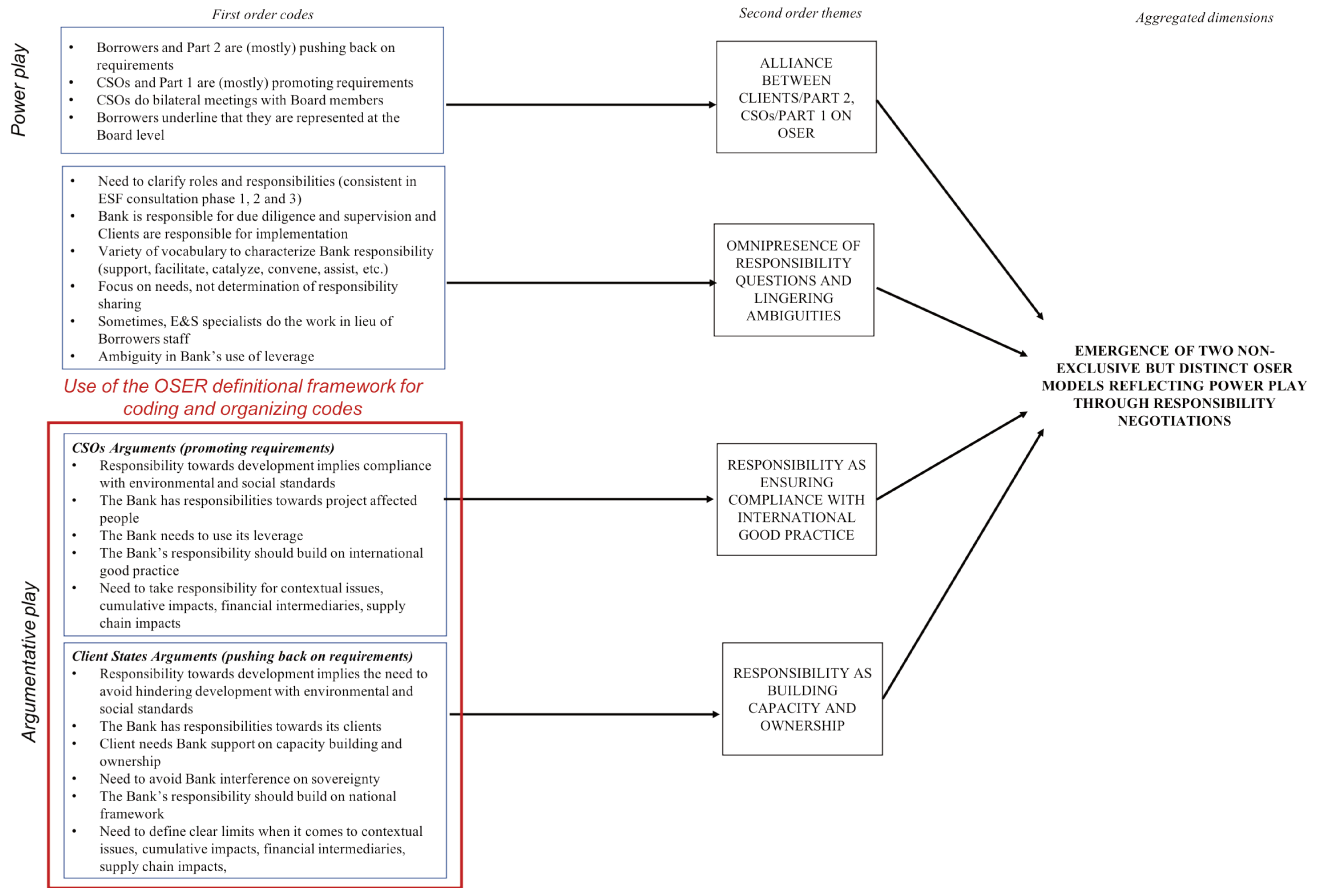 First order codes
Second order themes
Aggregated dimensions
Power play
• Borrowers and Part 2 are (mostly) pushing back on
requirements
• CSOs and Part 1 are (mostly) promoting requirements
• CSOs do bilateral meetings with Board members
• Borrowers underline that they are represented at the
Board level
ALLIANCE
BETWEEN
CLIENTS/PART 2,
CSOs/PART 1 ON
OSER
• Need to clarify roles and responsibilities (consistent in
ESF consultation phase 1, 2 and 3)
• Bank is responsible for due diligence and supervision and
Clients are responsible for implementation
• Variety of vocabulary to characterize Bank responsibility
(support, facilitate, catalyze, convene, assist, etc.)
• Focus on needs, not determination of responsibility
sharing
• Sometimes, E&S specialists do the work in lieu of
Borrowers staff
• Ambiguity in Bank's use of leverage
OMNIPRESENCE OF
RESPONSIBILITY
QUESTIONS AND
LINGERING
AMBIGUITIES
EMERGENCE OF TWO NON-
EXCLUSIVE BUT DISTINCT OSER
MODELS REFLECTING POWER PLAY
THROUGH RESPONSIBILITY
NEGOTIATIONS
Use of the OSER definitional framework for
coding and organizing codes
Argumentative play
CSOs Arguments (promoting requirements)
• Responsibility towards development implies compliance
with environmental and social standards
• The Bank has responsibilities towards project affected
people
• The Bank needs to use its leverage
• The Bank's responsibility should build on international
good practice
• Need to take responsibility for contextual issues,
cumulative impacts, financial intermediaries, supply
chain impacts
RESPONSIBILITY AS
ENSURING
COMPLIANCE WITH
INTERNATIONAL
GOOD PRACTICE
Client States Arguments (pushing back on requirements)
• Responsibility towards development implies the need to
avoid hindering development with environmental and
social standards
• The Bank has responsibilities towards its clients
• Client needs Bank support on capacity building and
ownership
• Need to avoid Bank interference on sovereignty
• The Bank's responsibility should build on national
framework
• Need to define clear limits when it comes to contextual
issues, cumulative impacts, financial intermediaries,
supply chain impacts,
RESPONSIBILITY AS
BUILDING
CAPACITY AND
OWNERSHIP